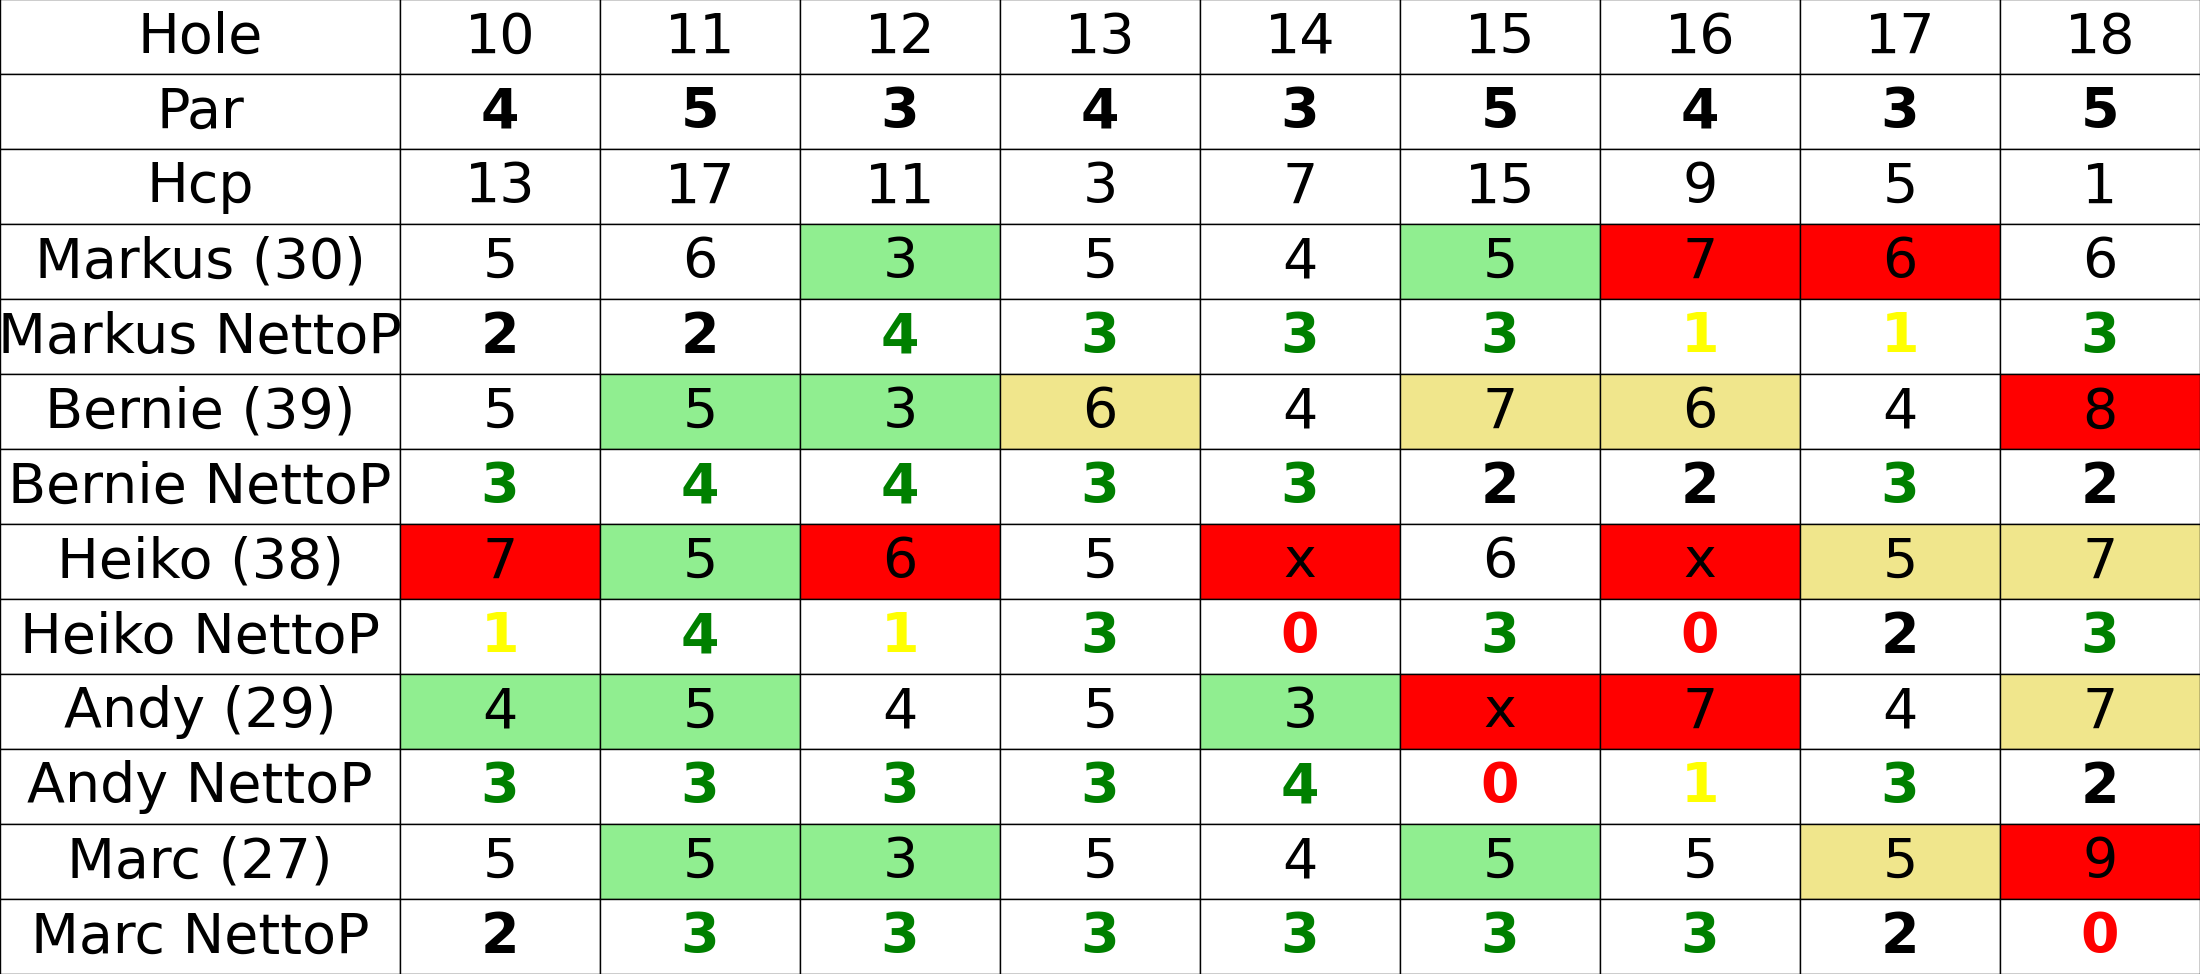 Hole 10 11 12 13 14 15 16 17 18
Par 4 5 3 4 3 5 4 3 5
Hcp 13 17 11 3 7 15 9 5 1
Markus (30) 5 6 3 5 4 5 7 6 6
Markus NettoP 2 2 4 3 3 3 1 1 3
Bernie (39) 5 5 3 6 4 7 6 4 8
Bernie NettoP 3 4 4 3 3 2 2 3 2
Heiko (38) 7 5 6 5 x 6 x 5 7
Heiko NettoP 1 4 1 3 0 3 0 2 3
Andy (29) 4 5 4 5 3 x 7 4 7
Andy NettoP 3 3 3 3 4 0 1 3 2
Marc (27) 5 5 3 5 4 5 5 5 9
Marc NettoP 2 3 3 3 3 3 3 2 0